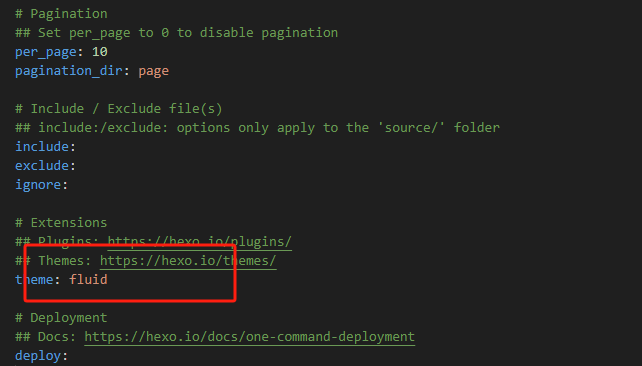 # Pagination
## Set per_page to 0 to disable pagination
per_page: 10
pagination_dir: page
# Include / Exclude file(s)
## include:/exclude: options only apply to the 'source/' folder
include:
exclude:
ignore:
# Extensions
## Plugins: https://hexo.io/plugins/
## Themes: https://hexo.io/themes/
theme: fluid
# Deployment
## Docs: https://hexo.io/docs/one-command-deployment
deploy: